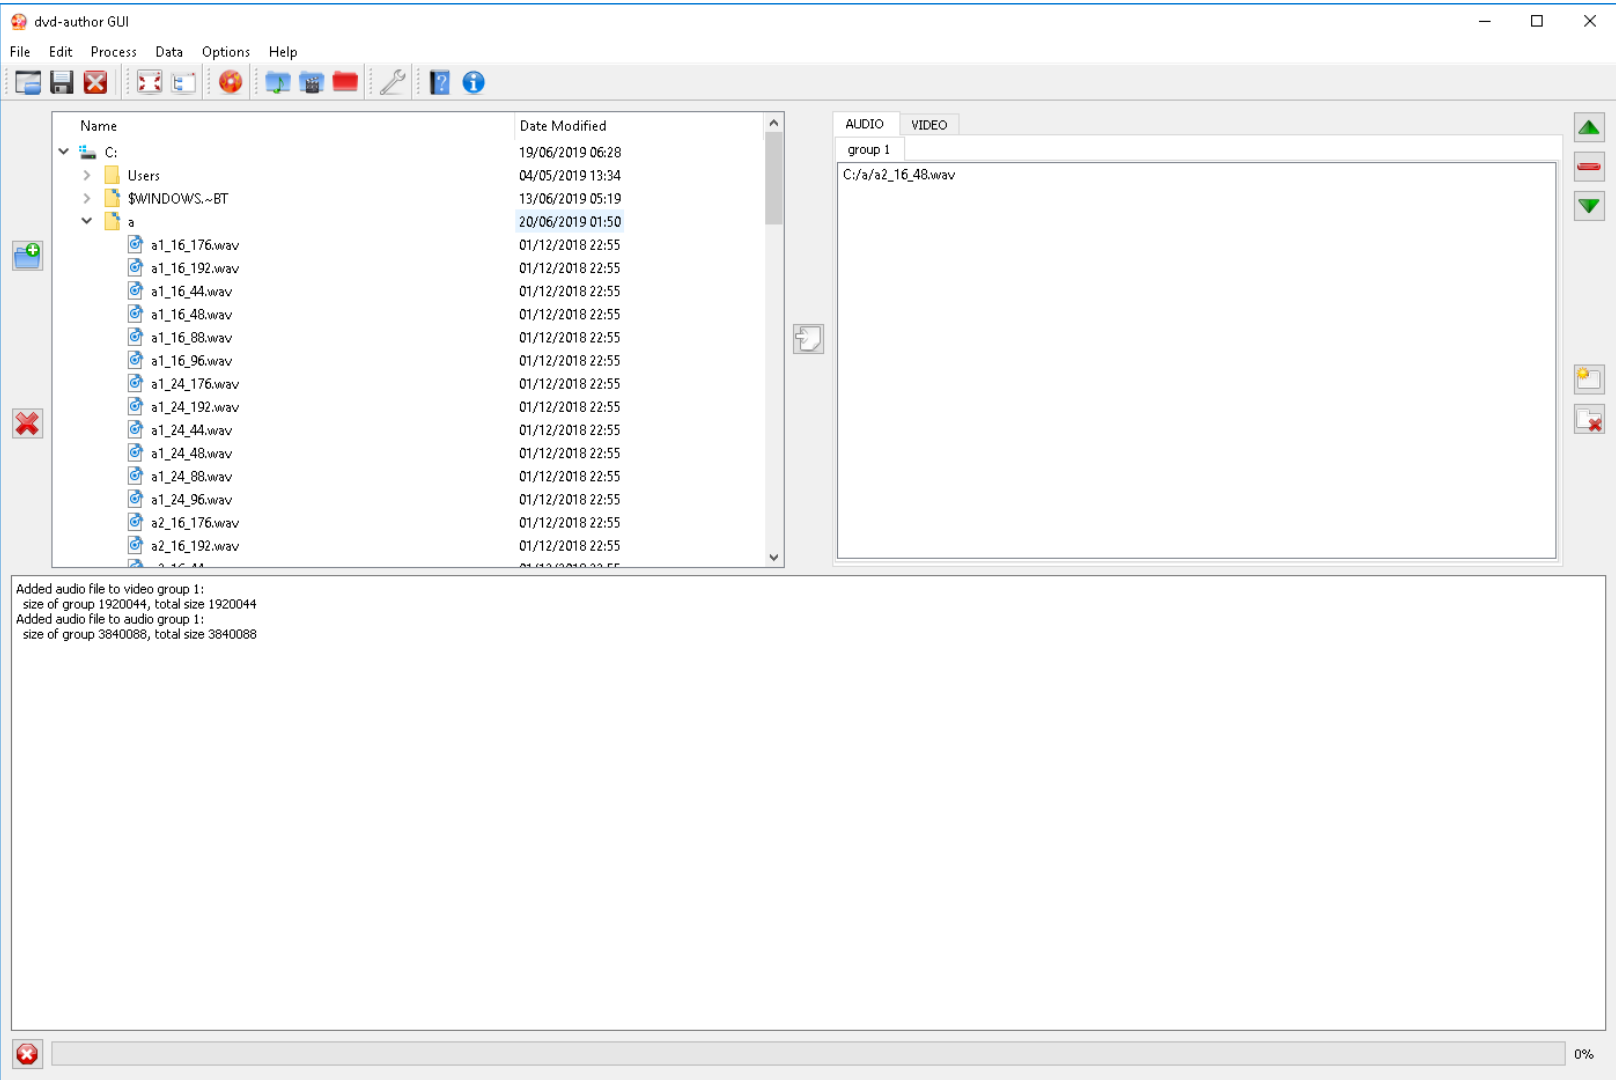 dvd-author GUI
File Edit Process Data Options Help
Name Date Modified
C: 19/06/2019 06:28
Users 04/05/2019 13:34
$WINDOWS.~BT 13/06/2019 05:19
a 20/06/2019 01:50
a1_16_176.wav 01/12/2018 22:55
a1_16_192.wav 01/12/2018 22:55
a1_16_44.wav 01/12/2018 22:55
a1_16_48.wav 01/12/2018 22:55
a1_16_88.wav 01/12/2018 22:55
a1_16_96.wav 01/12/2018 22:55
a1_24_176.wav 01/12/2018 22:55
a1_24_192.wav 01/12/2018 22:55
a1_24_44.wav 01/12/2018 22:55
a1_24_48.wav 01/12/2018 22:55
a1_24_88.wav 01/12/2018 22:55
a1_24_96.wav 01/12/2018 22:55
a2_16_176.wav 01/12/2018 22:55
a2_16_192.wav 01/12/2018 22:55
AUDIO VIDEO
group 1
C:/a/a2_16_48.wav
Added audio file to video group 1:
size of group 1920044, total size 1920044
Added audio file to audio group 1:
size of group 3840088, total size 3840088
0%